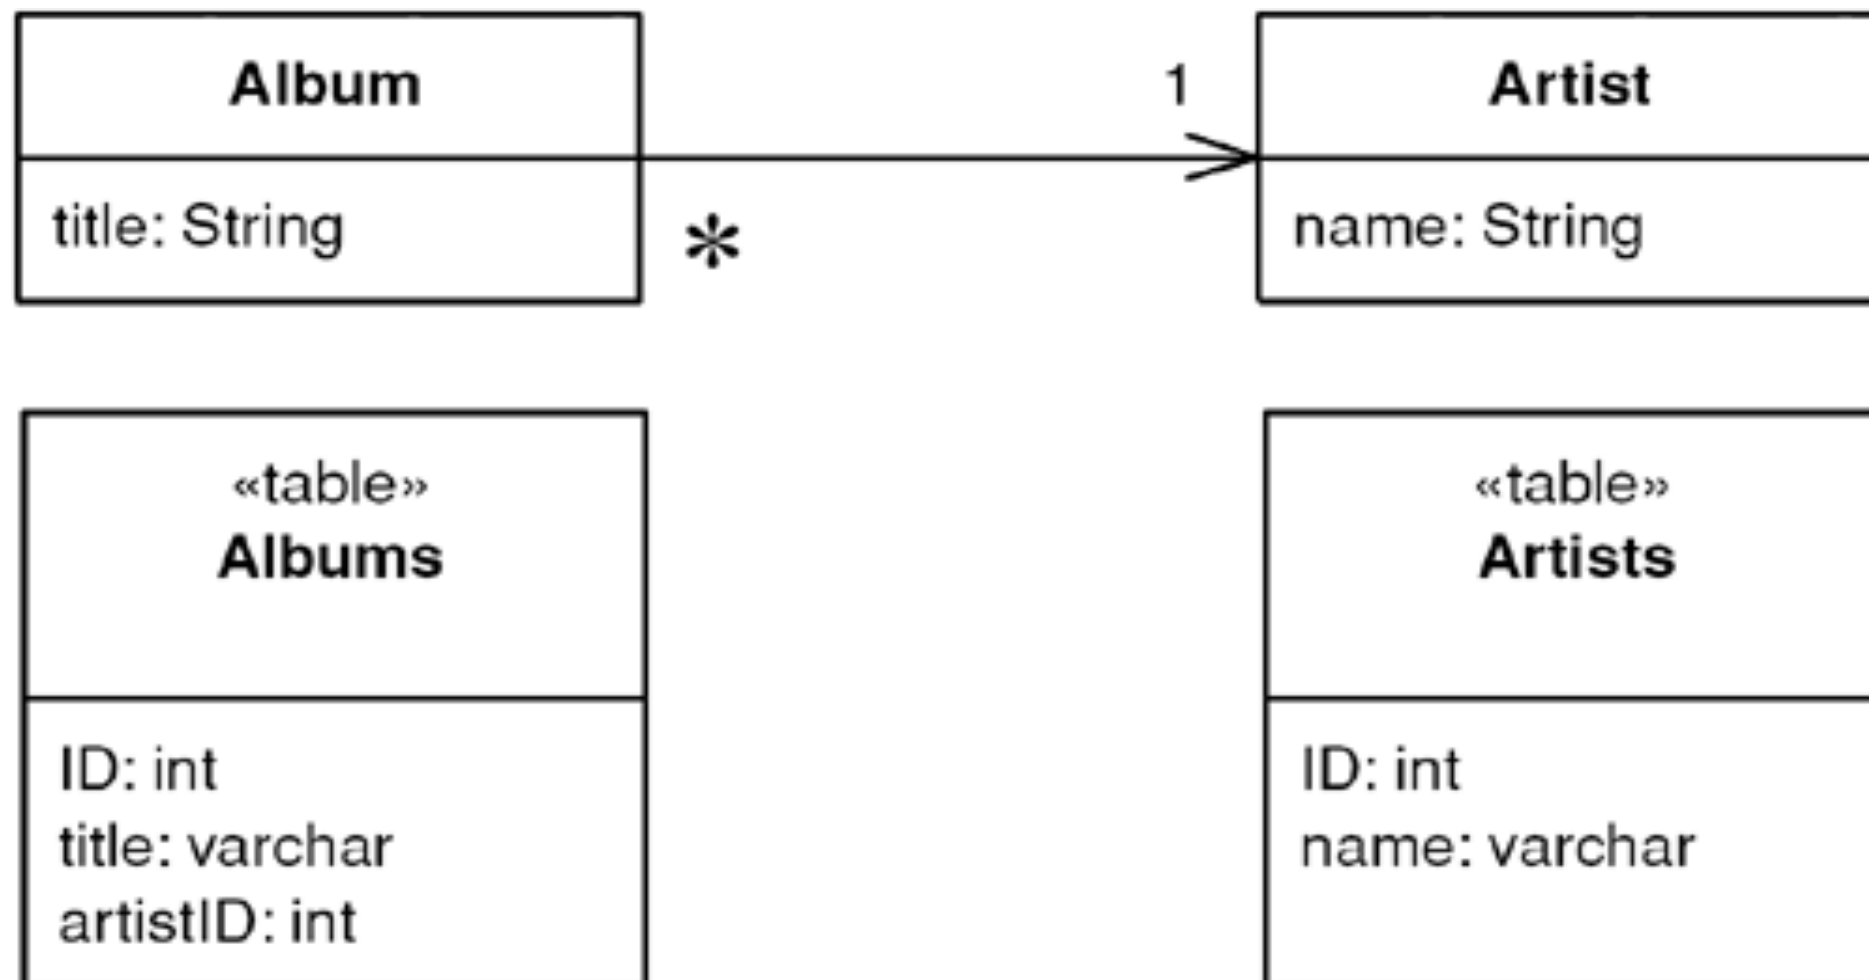 Album
title: String
*
1
Artist
name: String
«table»
Albums
ID: int
title: varchar
artistID: int
«table»
Artists
ID: int
name: varchar